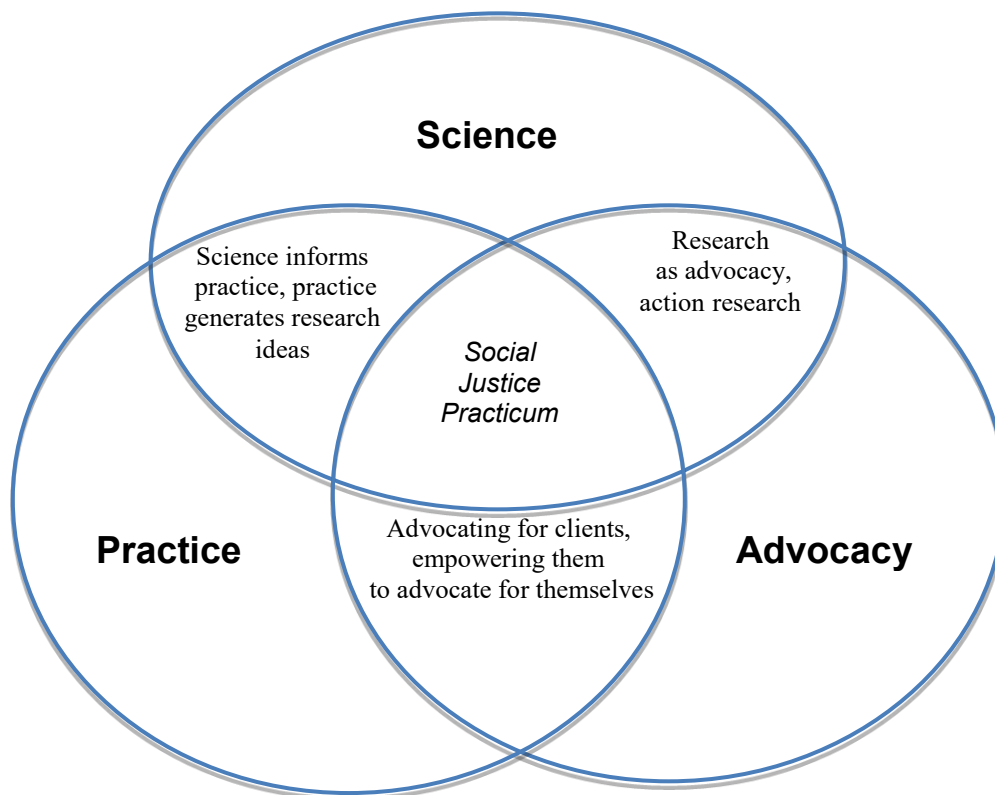 Science
Science informs
practice, practice
generates research
ideas
Research
as advocacy,
action research
Social
Justice
Practicum
Practice
Advocating for clients,
empowering them
to advocate for themselves
Advocacy